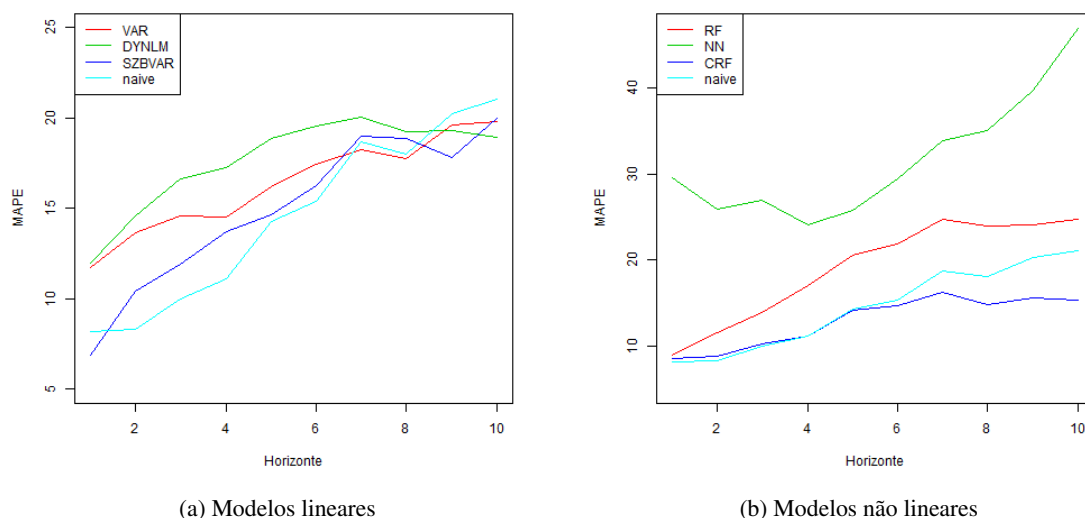 VAR
DYNLM
SZBVAR
naive
MAPE
25
20
15
10
5
2
4
6
8
10
Horizonte
(a) Modelos lineares
RF
NN
CRF
naive
MAPE
40
30
20
10
2
4
6
8
10
Horizonte
(b) Modelos não lineares